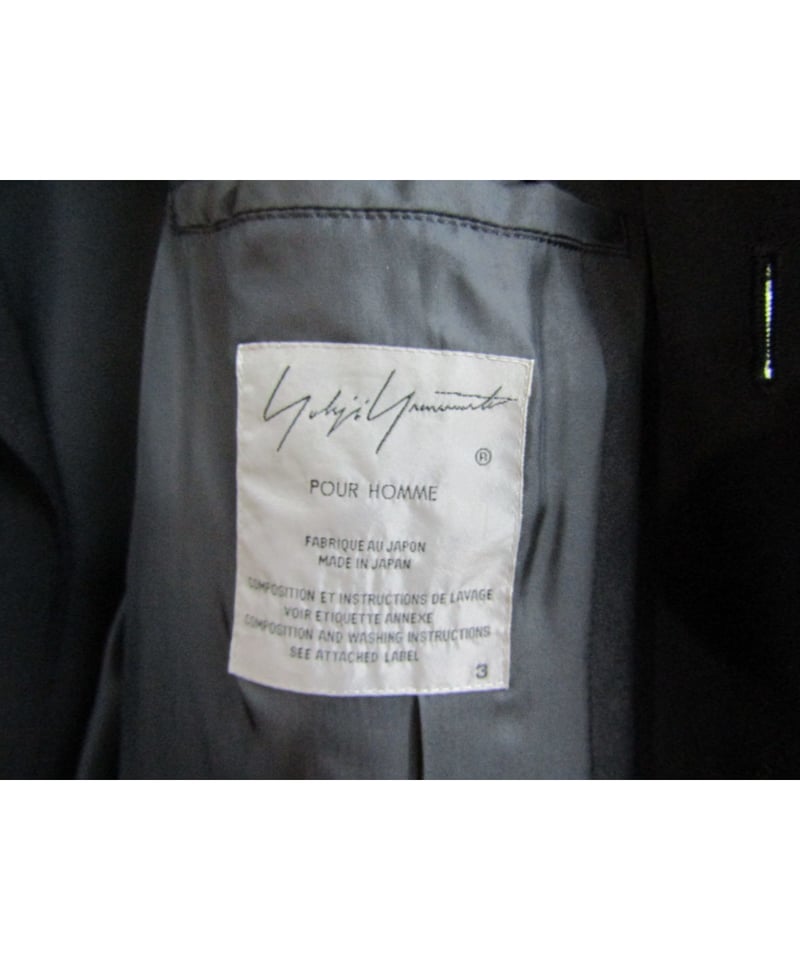 Yohji Yamamoto
®
POUR HOMME
FABRIQUE AU JAPON
MADE IN JAPAN
COMPOSITION ET INSTRUCTIONS DE LAVAGE
VOIR ETIQUETTE ANNEXE
COMPOSITION AND WASHING INSTRUCTIONS
SEE ATTACHED LABEL
3